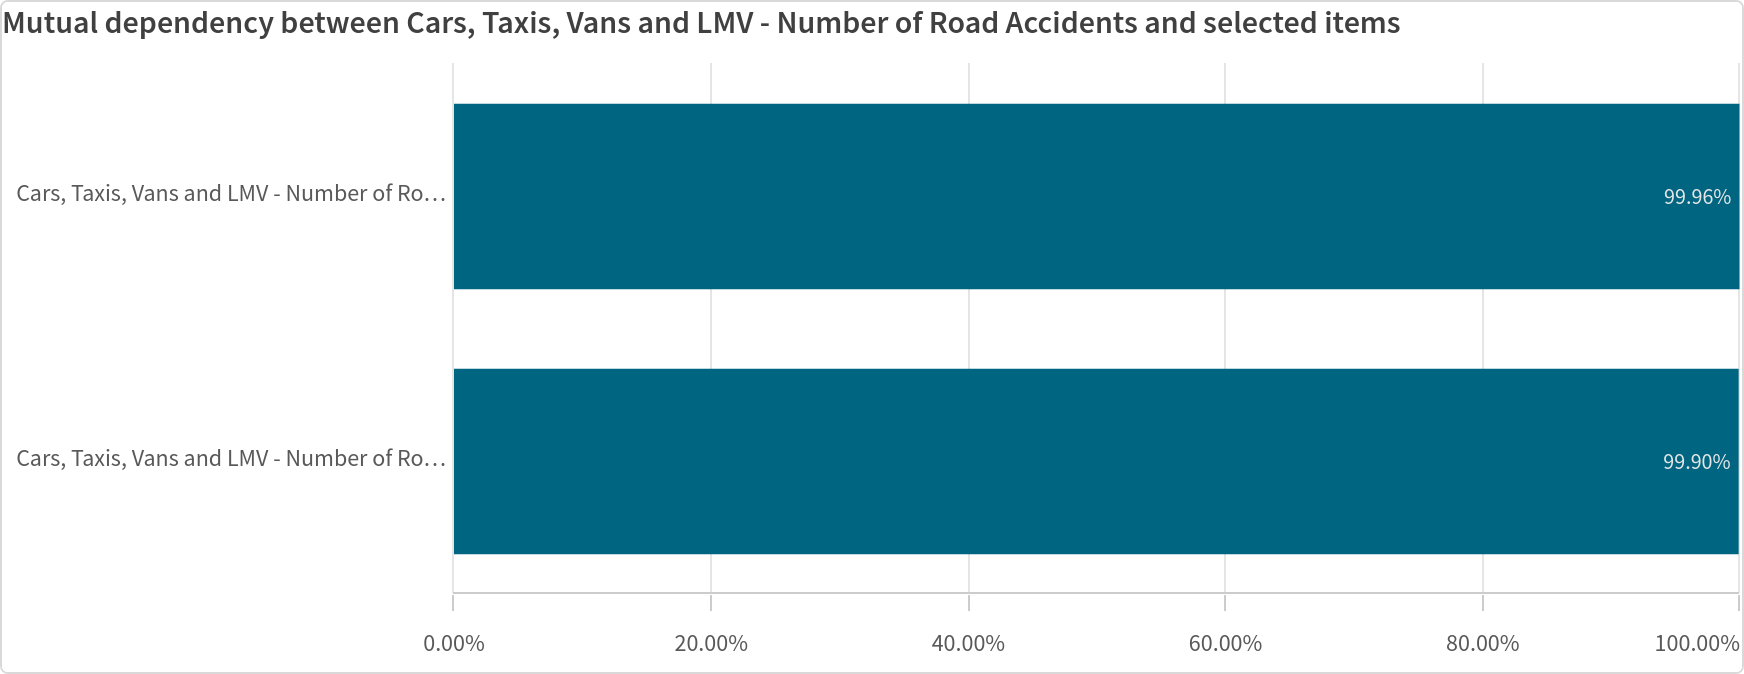 Mutual dependency between Cars, Taxis, Vans and LMV - Number of Road Accidents and selected items
Cars, Taxis, Vans and LMV - Number of Ro…
99.96%
Cars, Taxis, Vans and LMV - Number of Ro…
99.90%
0.00% 20.00% 40.00% 60.00% 80.00% 100.00%